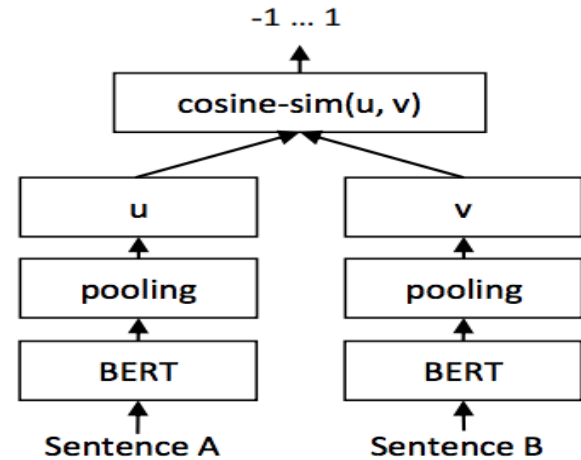 -1 ... 1
cosine-sim(u, v)
u
v
pooling
pooling
BERT
BERT
Sentence A
Sentence B